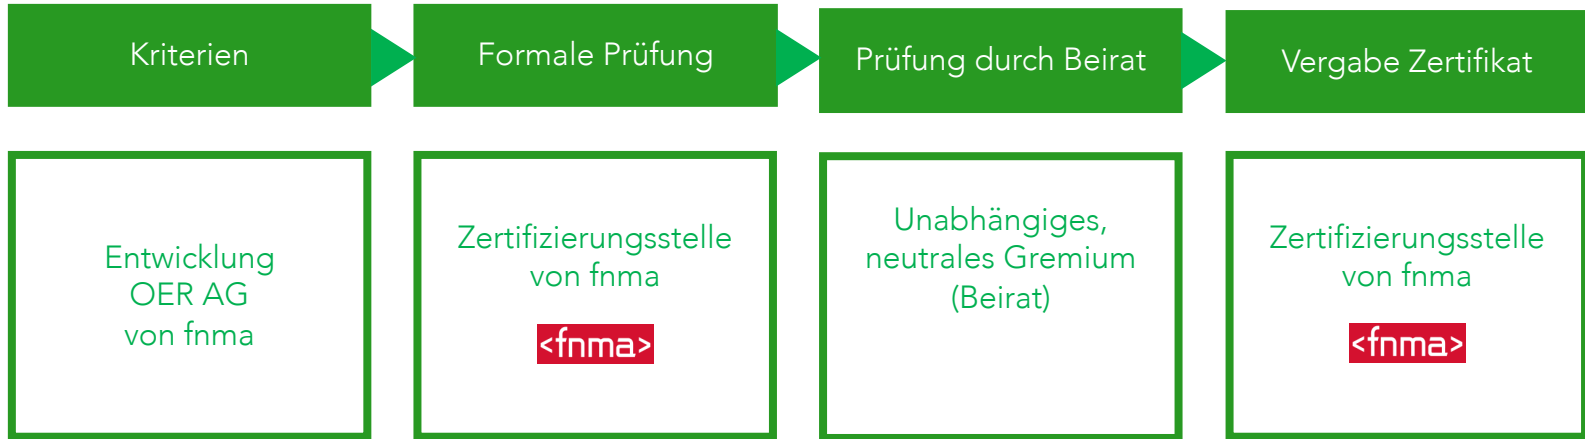 Kriterien
Formale Prüfung
Prüfung durch Beirat
Vergabe Zertifikat
Entwicklung
OER AG
von fnma
Zertifizierungsstelle
von fnma
<fnma>
Unabhängiges,
neutrales Gremium
(Beirat)
Zertifizierungsstelle
von fnma
<fnma>